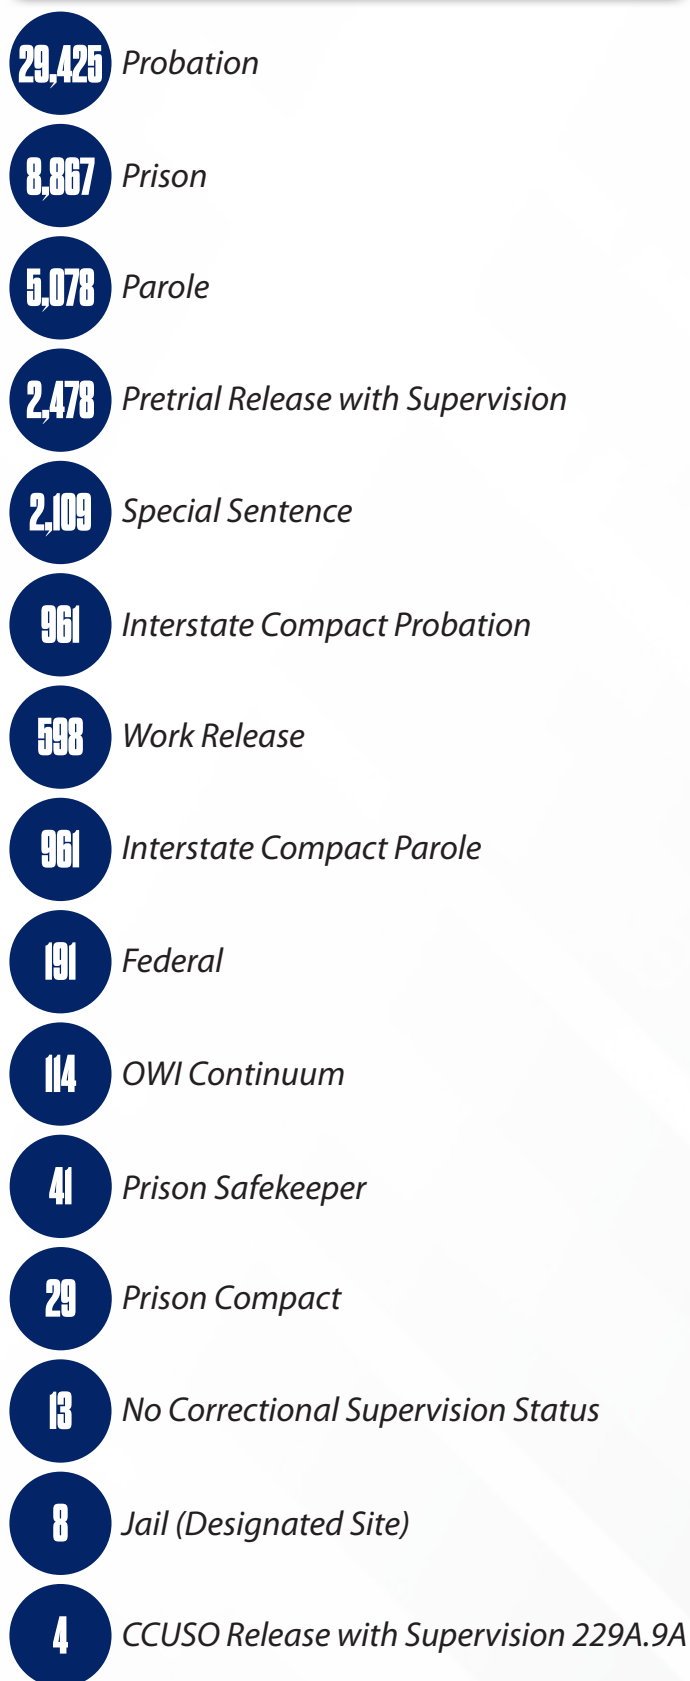 29,425 Probation
8,867 Prison
5,078 Parole
2,478 Pretrial Release with Supervision
2,109 Special Sentence
961 Interstate Compact Probation
598 Work Release
961 Interstate Compact Parole
191 Federal
114 OWI Continuum
41 Prison Safekeeper
29 Prison Compact
13 No Correctional Supervision Status
8 Jail (Designated Site)
4 CCUSO Release with Supervision 229A.9A